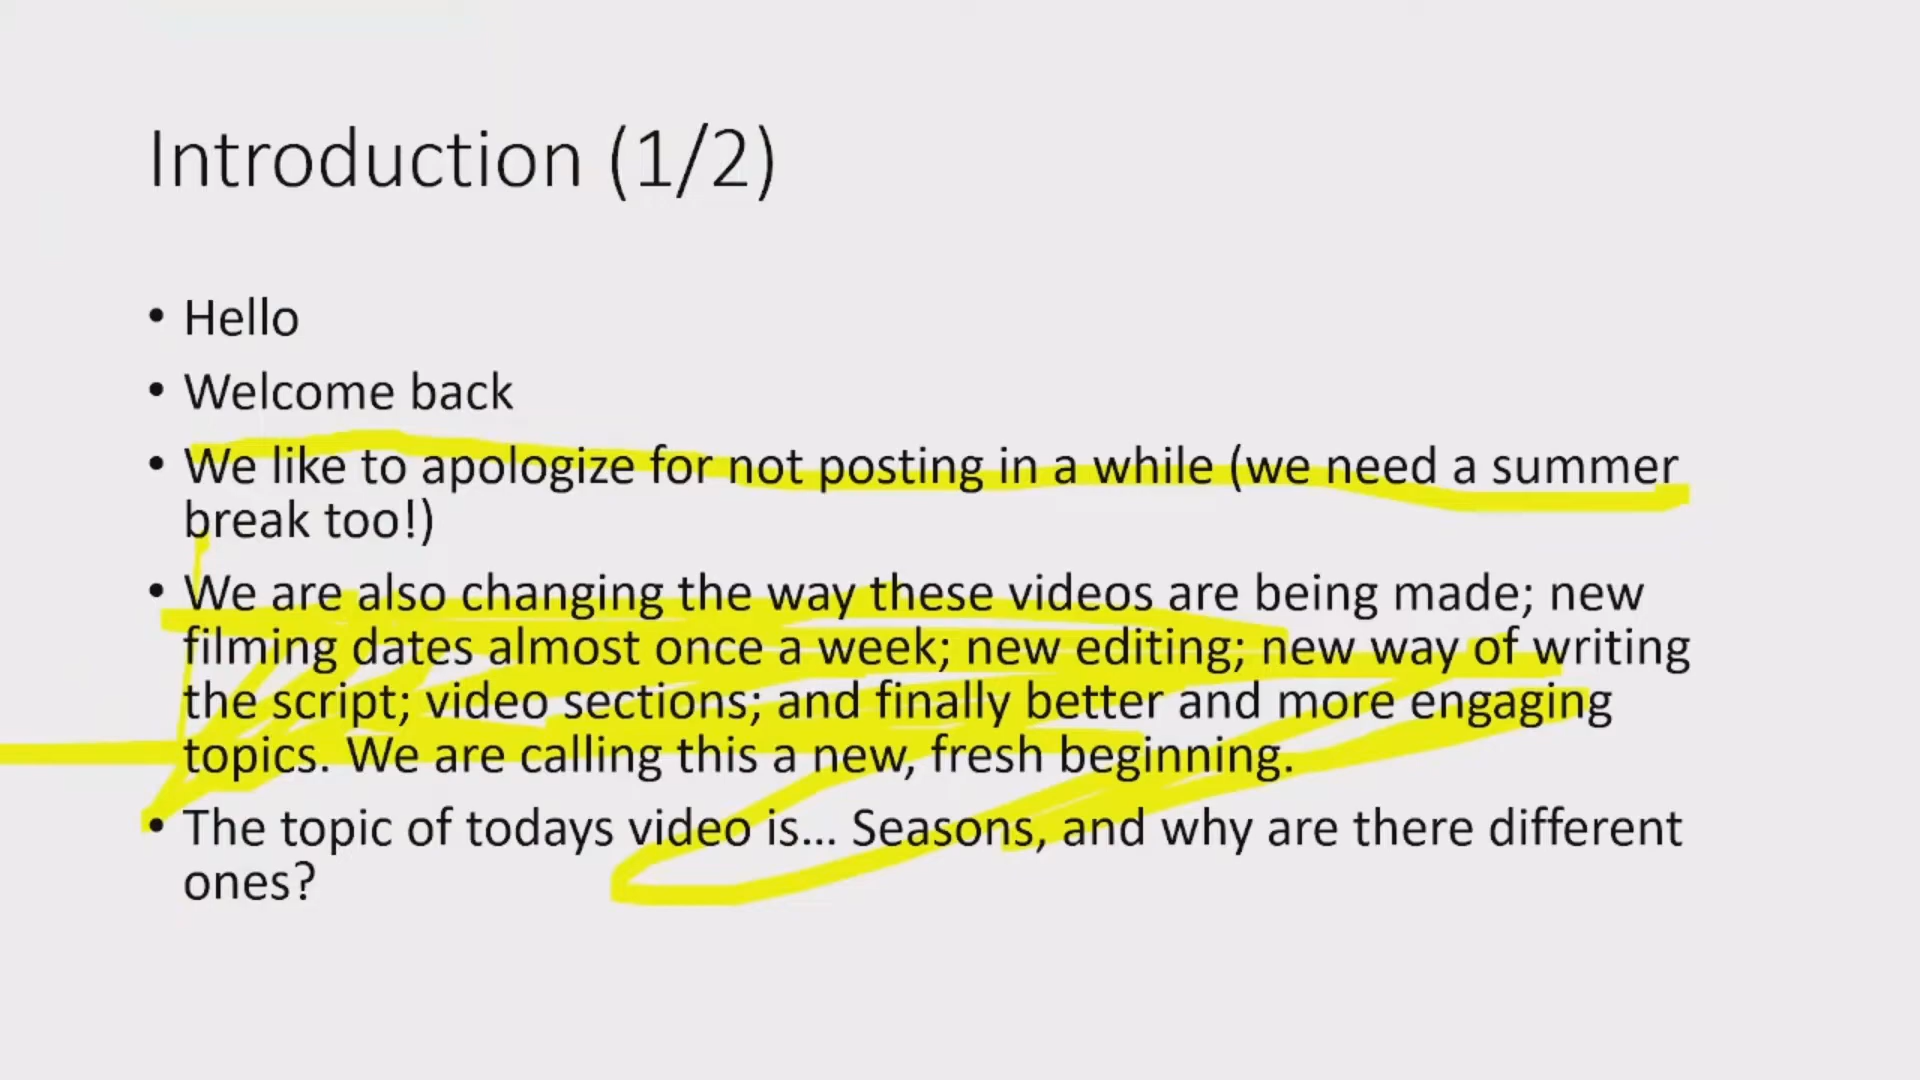 Introduction (1/2)
• Hello
• Welcome back
• We like to apologize for not posting in a while (we need a summer
break too!)
• We are also changing the way these videos are being made; new
filming dates almost once a week; new editing; new way of writing
the script; video sections; and finally better and more engaging
topics. We are calling this a new, fresh beginning.
• The topic of todays video is... Seasons, and why are there different
ones?